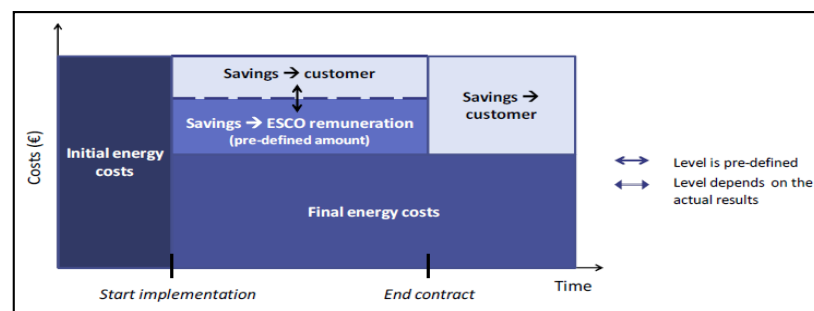 Costs (€)
Initial energy
costs
Savings → customer
Savings → ESCO remuneration
(pre-defined amount)
Savings →
customer
Final energy costs
Level is pre-defined
Level depends on the
actual results
Start implementation
End contract
Time